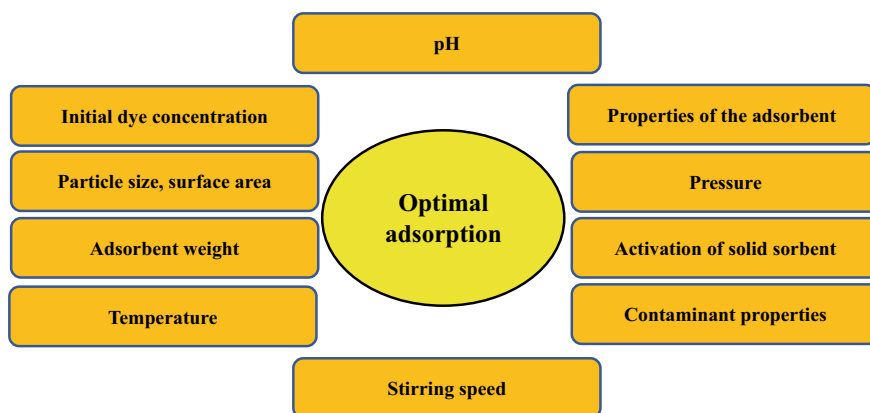 pH
Initial dye concentration
Particle size, surface area
Adsorbent weight
Temperature
Optimal
adsorption
Properties of the adsorbent
Pressure
Activation of solid sorbent
Contaminant properties
Stirring speed